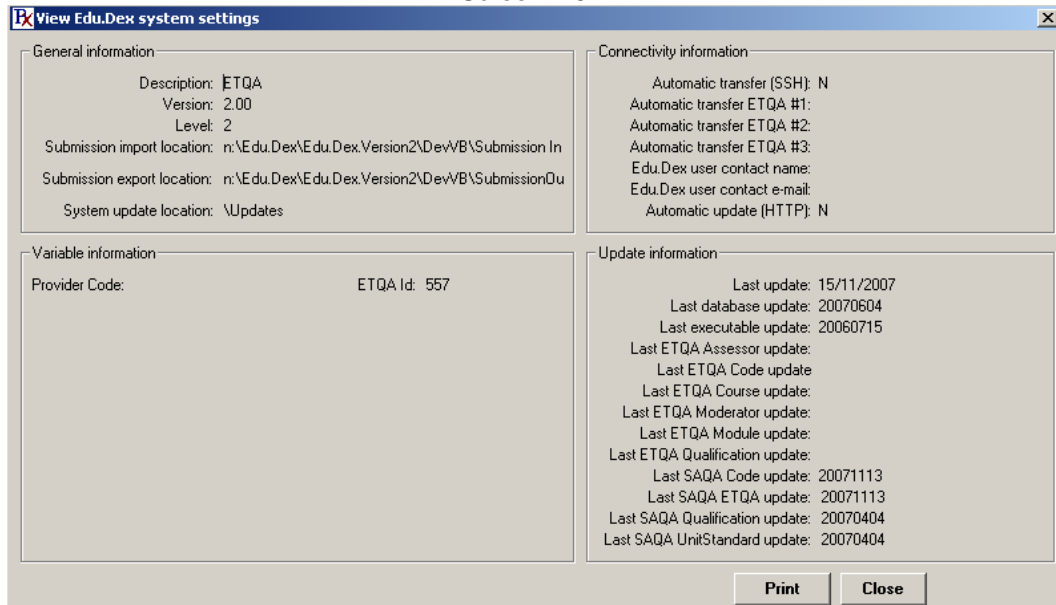 View Edu.Dex system settings
General information
Description: ETQA
Version: 2.00
Level: 2
Submission import location: n:\Edu.Dex\Edu.Dex.Version2\DevVB\Submission In
Submission export location: n:\Edu.Dex\Edu.Dex.Version2\DevVB\SubmissionOu
System update location: \Updates
Connectivity information
Automatic transfer (SSH): N
Automatic transfer ETQA #1:
Automatic transfer ETQA #2:
Automatic transfer ETQA #3:
Edu.Dex user contact name:
Edu.Dex user contact e-mail:
Automatic update (HTTP): N
Variable information
Provider Code: ETQA Id: 557
Update information
Last update: 15/11/2007
Last database update: 20070604
Last executable update: 20060715
Last ETQA Assessor update:
Last ETQA Code update
Last ETQA Course update:
Last ETQA Moderator update:
Last ETQA Module update:
Last ETQA Qualification update:
Last SAQA Code update: 20071113
Last SAQA ETQA update: 20071113
Last SAQA Qualification update: 20070404
Last SAQA UnitStandard update: 20070404
Print Close